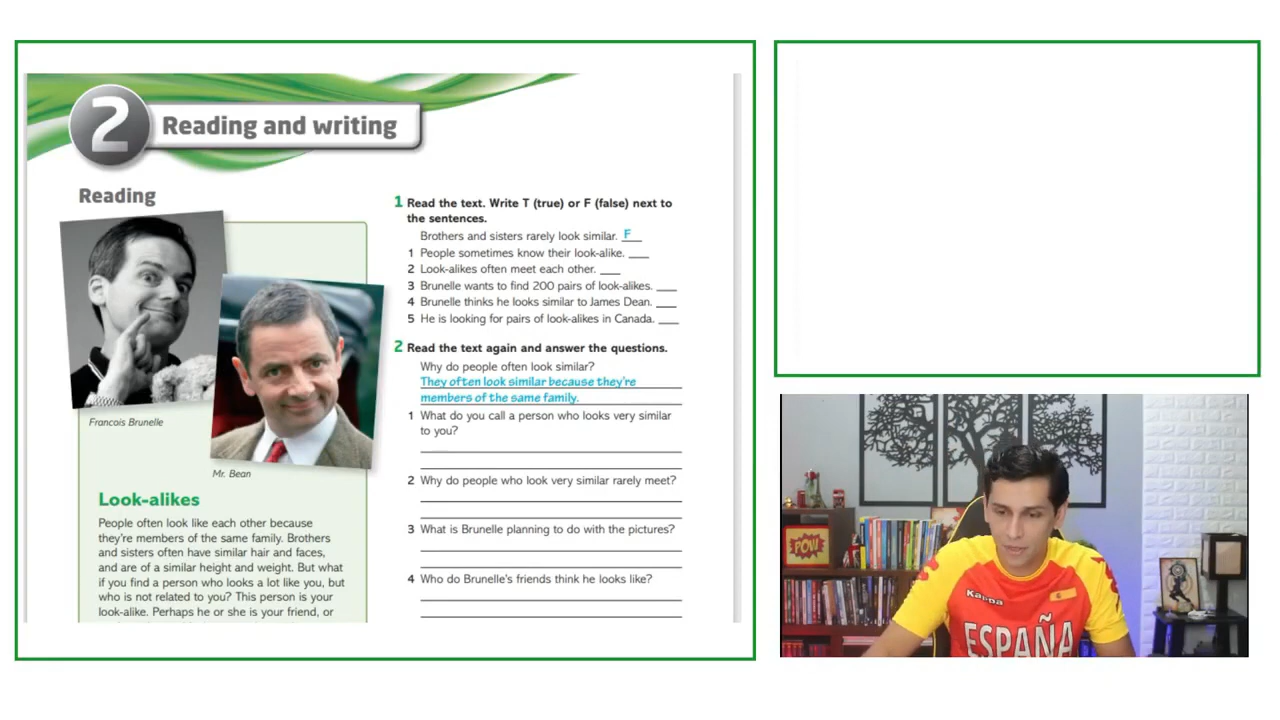 2
Reading and writing
Reading
Francois Brunelle
Mr. Bean
Look-alikes
People often look like each other because
they're members of the same family. Brothers
and sisters often have similar hair and faces,
and are of a similar height and weight. But what
if you find a person who looks a lot like you, but
who is not related to you? This person is your
look-alike. Perhaps he or she is your friend, or
1 Read the text. Write T (true) or F (false) next to
the sentences.
Brothers and sisters rarely look similar. F
1 People sometimes know their look-alike. ___
2 Look-alikes often meet each other. ___
3 Brunelle wants to find 200 pairs of look-alikes. ___
4 Brunelle thinks he looks similar to James Dean. ___
5 He is looking for pairs of look-alikes in Canada. ___
2 Read the text again and answer the questions.
Why do people often look similar?
They often look similar because they're
members of the same family.
1 What do you call a person who looks very similar
to you?
2 Why do people who look very similar rarely meet?
3 What is Brunelle planning to do with the pictures?
4 Who do Brunelle's friends think he looks like?
POW
Kaepa
ESPAÑA